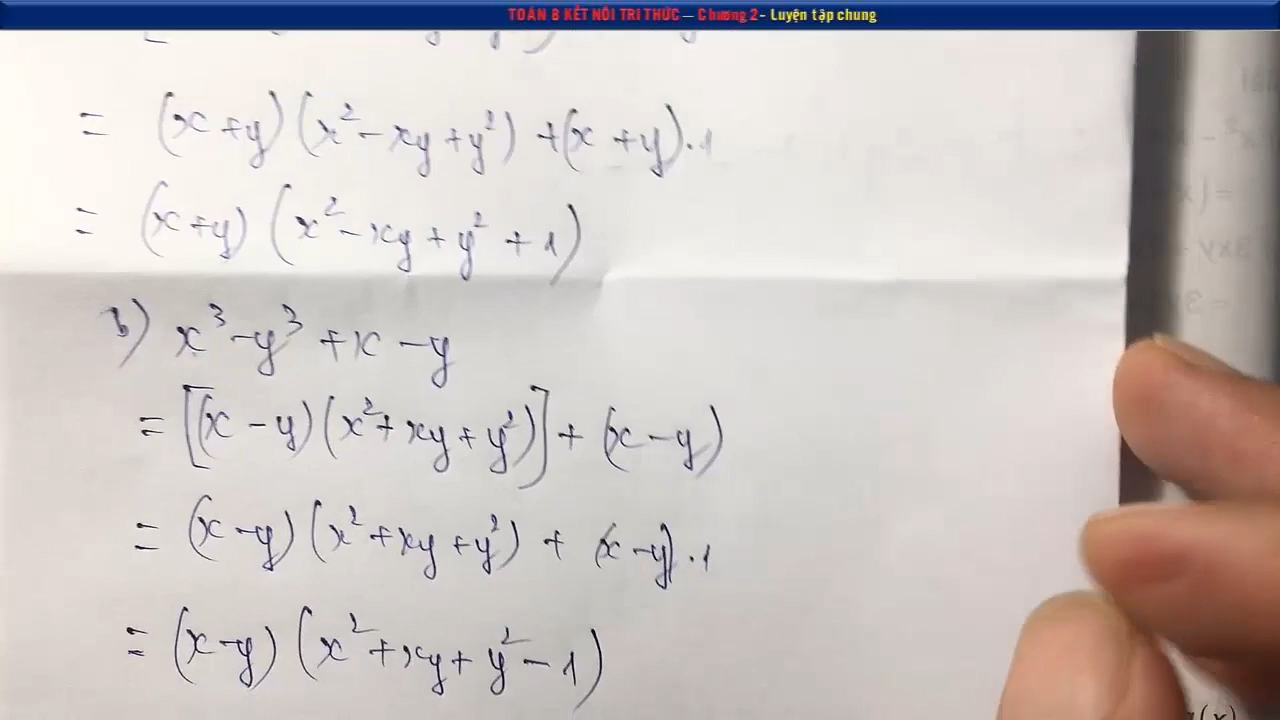 TOÁN 8 KẾT NỐI TRI THỨC – Chương 2 - Luyện tập chung
= (x+y)(x²-xy+y²) +(x+y).1
= (x+y)(x²-xy+y²+1)
b) x³-y³+x-y
= [(x-y)(x²+xy+y²)] + (x-y)
= (x-y)(x²+xy+y²) + (x-y).1
= (x-y)(x²+xy+y²-1)